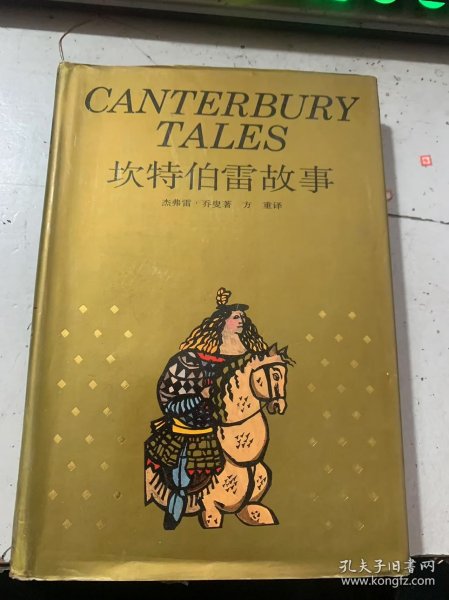 CANTERBURY
TALES
坎特伯雷故事
杰弗雷·乔叟著 方 重译
孔夫子旧书网
www.kongfz.com